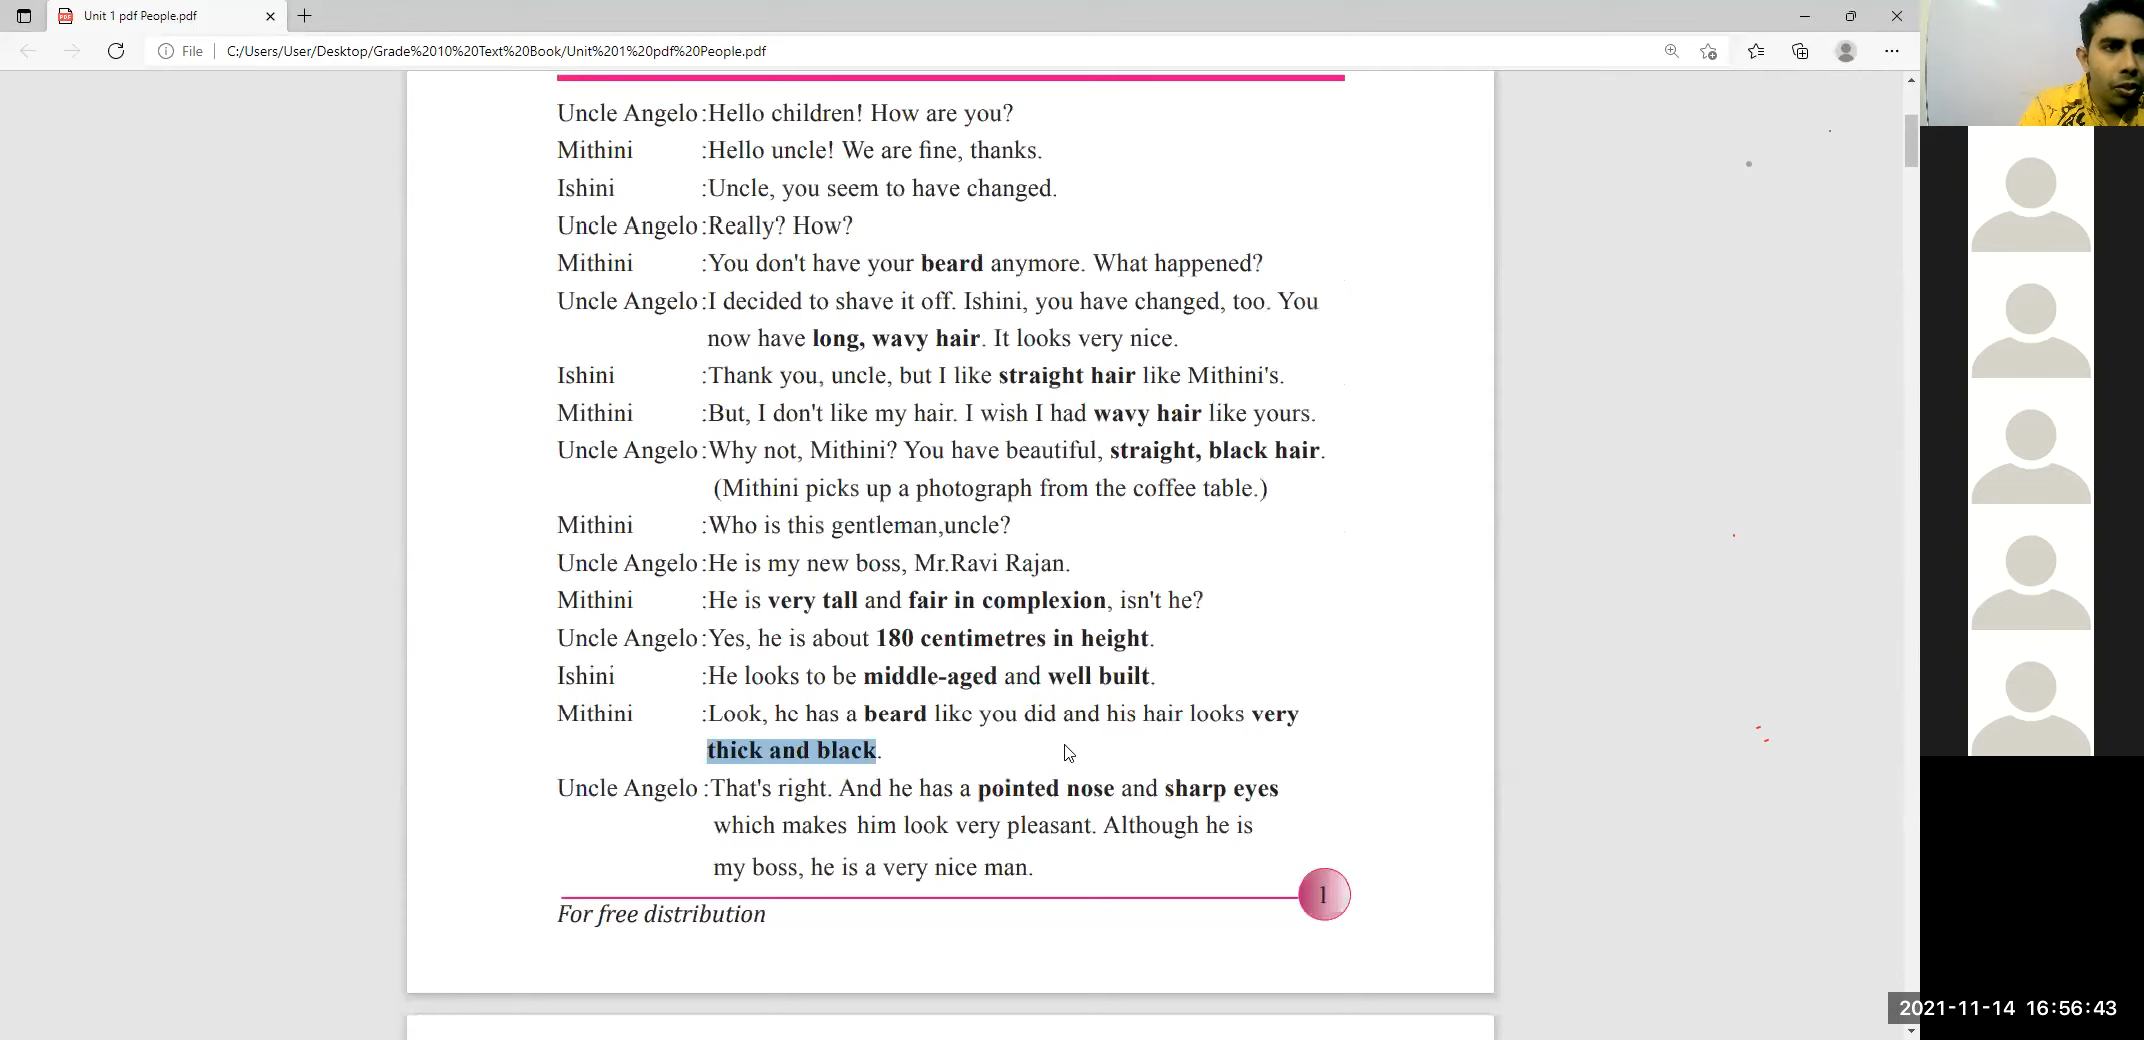 Unit 1 pdf People.pdf
File
C:/Users/User/Desktop/Grade%2010%20Text%20Book/Unit%201%20pdf%20People.pdf
Uncle Angelo :Hello children! How are you?
Mithini :Hello uncle! We are fine, thanks.
Ishini :Uncle, you seem to have changed.
Uncle Angelo :Really? How?
Mithini :You don't have your beard anymore. What happened?
Uncle Angelo :I decided to shave it off. Ishini, you have changed, too. You
now have long, wavy hair. It looks very nice.
Ishini :Thank you, uncle, but I like straight hair like Mithini's.
Mithini :But, I don't like my hair. I wish I had wavy hair like yours.
Uncle Angelo :Why not, Mithini? You have beautiful, straight, black hair.
(Mithini picks up a photograph from the coffee table.)
Mithini :Who is this gentleman,uncle?
Uncle Angelo :He is my new boss, Mr.Ravi Rajan.
Mithini :He is very tall and fair in complexion, isn't he?
Uncle Angelo :Yes, he is about 180 centimetres in height.
Ishini :He looks to be middle-aged and well built.
Mithini :Look, he has a beard like you did and his hair looks very
thick and black.
Uncle Angelo :That's right. And he has a pointed nose and sharp eyes
which makes him look very pleasant. Although he is
my boss, he is a very nice man.
1
For free distribution
2021-11-14 16:56:43